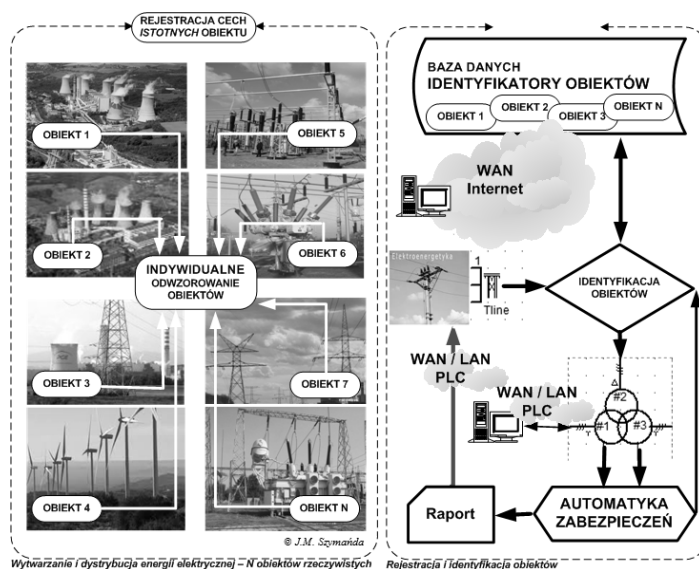 REJESTRACJA CECH
ISTOTNYCH OBIEKTU
OBIEKT 1
OBIEKT 5
OBIEKT 2
OBIEKT 6
INDYWIDUALNE
ODWZOROWANIE
OBIEKTÓW
OBIEKT 3
OBIEKT 7
OBIEKT 4
OBIEKT N
© J.M. Szymańda
Wytwarzanie i dystrybucja energii elektrycznej – N obiektów rzeczywistych
BAZA DANYCH
IDENTYFIKATORY OBIEKTÓW
OBIEKT 1
OBIEKT 2
OBIEKT 3
OBIEKT N
WAN
Internet
Elektroenergetyka
1
Tline
IDENTYFIKACJA
OBIEKTÓW
WAN / LAN
PLC
WAN / LAN
PLC
#2
#1
#3
Raport
AUTOMATYKA
ZABEZPIECZEŃ
Rejestracja i identyfikacja obiektów